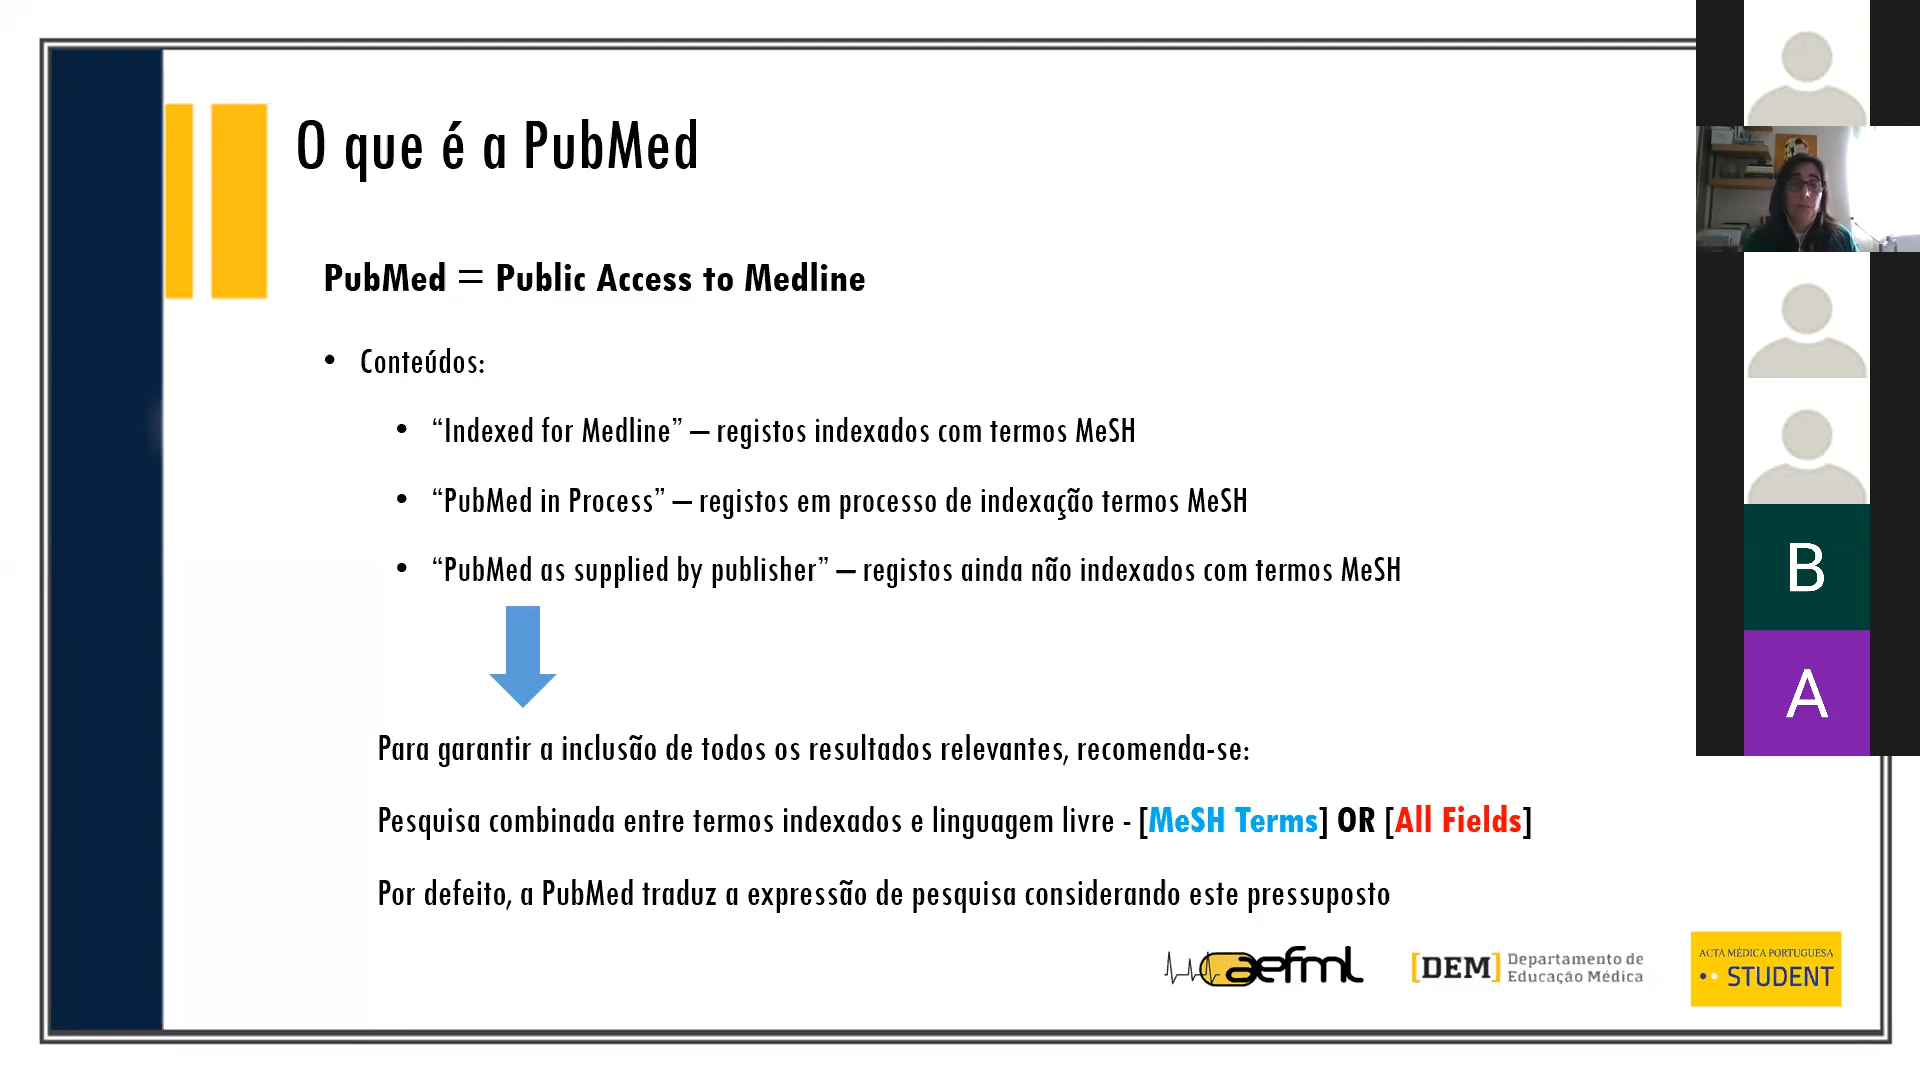 O que é a PubMed
PubMed = Public Access to Medline
• Conteúdos:
• “Indexed for Medline” – registos indexados com termos MeSH
• “PubMed in Process” – registos em processo de indexação termos MeSH
• “PubMed as supplied by publisher” – registos ainda não indexados com termos MeSH
Para garantir a inclusão de todos os resultados relevantes, recomenda-se:
Pesquisa combinada entre termos indexados e linguagem livre - [MeSH Terms] OR [All Fields]
Por defeito, a PubMed traduz a expressão de pesquisa considerando este pressuposto
aefml
[DEM] Departamento de
Educação Médica
ACTA MÉDICA PORTUGUESA
STUDENT
B
A